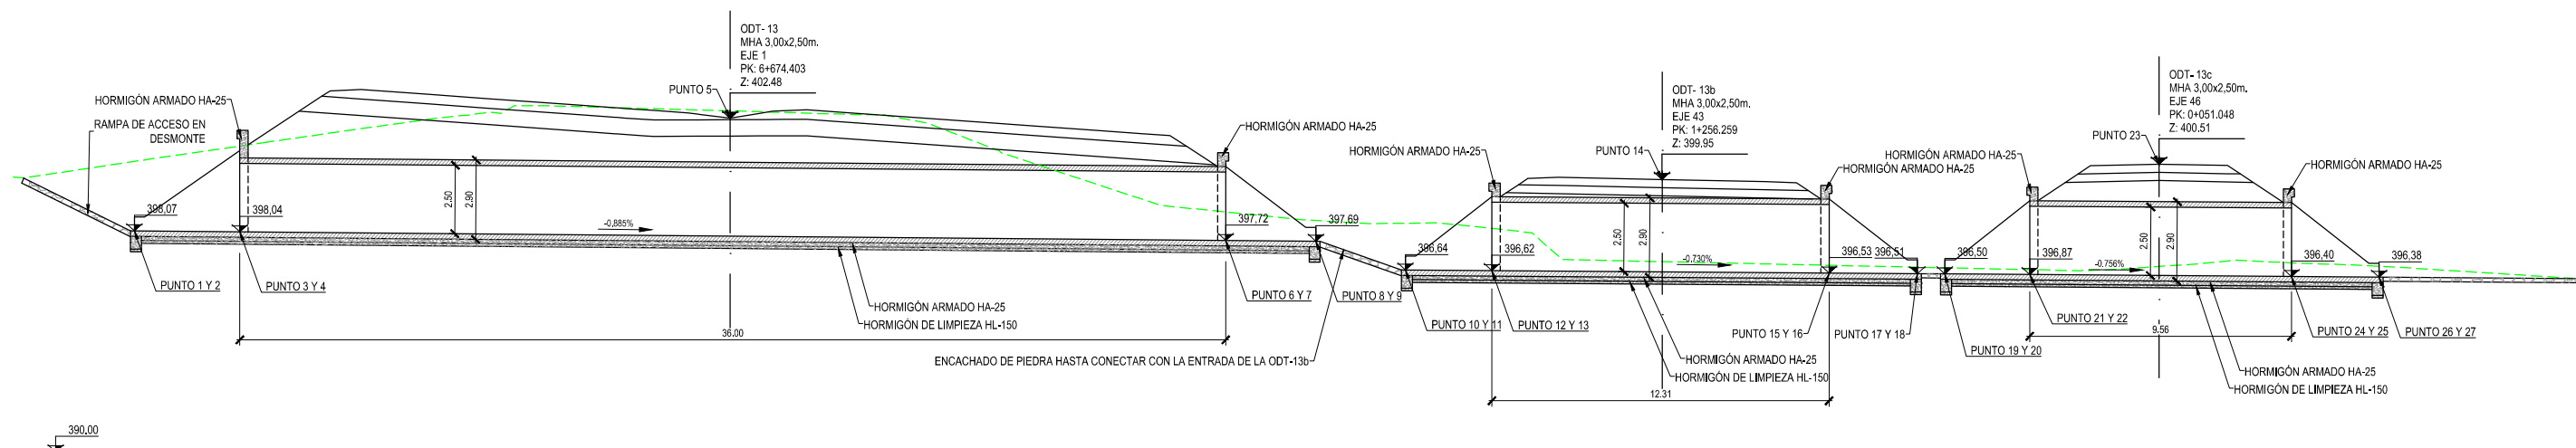 ODT- 13
MHA 3,00x2,50m.
EJE 1
PK: 6+674,403
Z: 402.48
PUNTO 5
HORMIGÓN ARMADO HA-25
RAMPA DE ACCESO EN
DESMONTE
398,07
398,04
2.50
2.90
-0,885%
397,72
397,69
HORMIGÓN ARMADO HA-25
PUNTO 1 Y 2
PUNTO 3 Y 4
PUNTO 6 Y 7
PUNTO 8 Y 9
HORMIGÓN ARMADO HA-25
HORMIGÓN DE LIMPIEZA HL-150
36.00
ENCACHADO DE PIEDRA HASTA CONECTAR CON LA ENTRADA DE LA ODT-13b
ODT- 13b
MHA 3,00x2,50m.
EJE 43
PK: 1+256.259
Z: 399.95
PUNTO 14
HORMIGÓN ARMADO HA-25
HORMIGÓN ARMADO HA-25
396,64
396,62
2.50
2.90
-0.730%
396,53
396,51
PUNTO 10 Y 11
PUNTO 12 Y 13
PUNTO 15 Y 16
PUNTO 17 Y 18
HORMIGÓN ARMADO HA-25
HORMIGÓN DE LIMPIEZA HL-150
12.31
ODT- 13c
MHA 3,00x2,50m.
EJE 46
PK: 0+051.048
Z: 400.51
PUNTO 23
HORMIGÓN ARMADO HA-25
HORMIGÓN ARMADO HA-25
396,50
396,87
2.50
2.90
-0.756%
396,40
396,38
PUNTO 19 Y 20
PUNTO 21 Y 22
PUNTO 24 Y 25
PUNTO 26 Y 27
9.56
HORMIGÓN ARMADO HA-25
HORMIGÓN DE LIMPIEZA HL-150
390,00